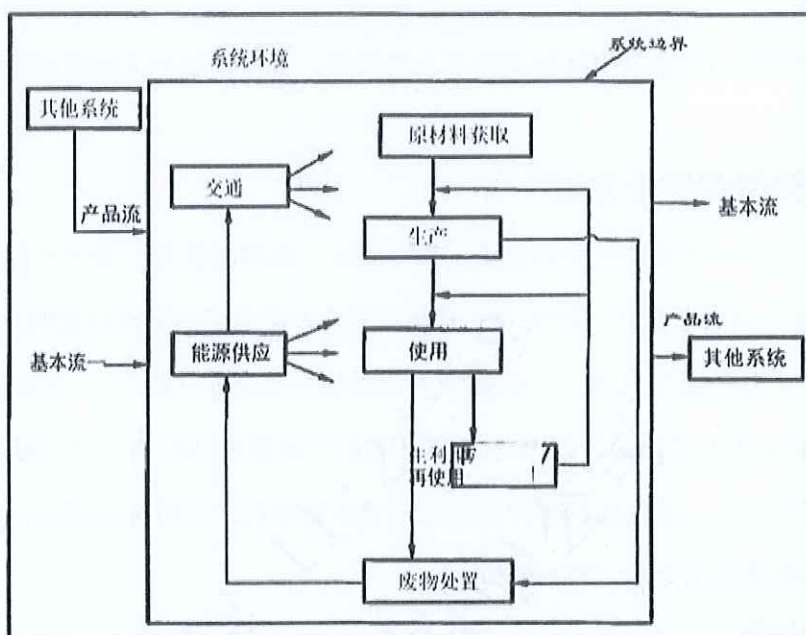 系统环境
系统边界
其他系统
原材料获取
交通
产品流
基本流
生产
产品流
能源供应
使用
基本流
其他系统
生利
再使用
废物处置